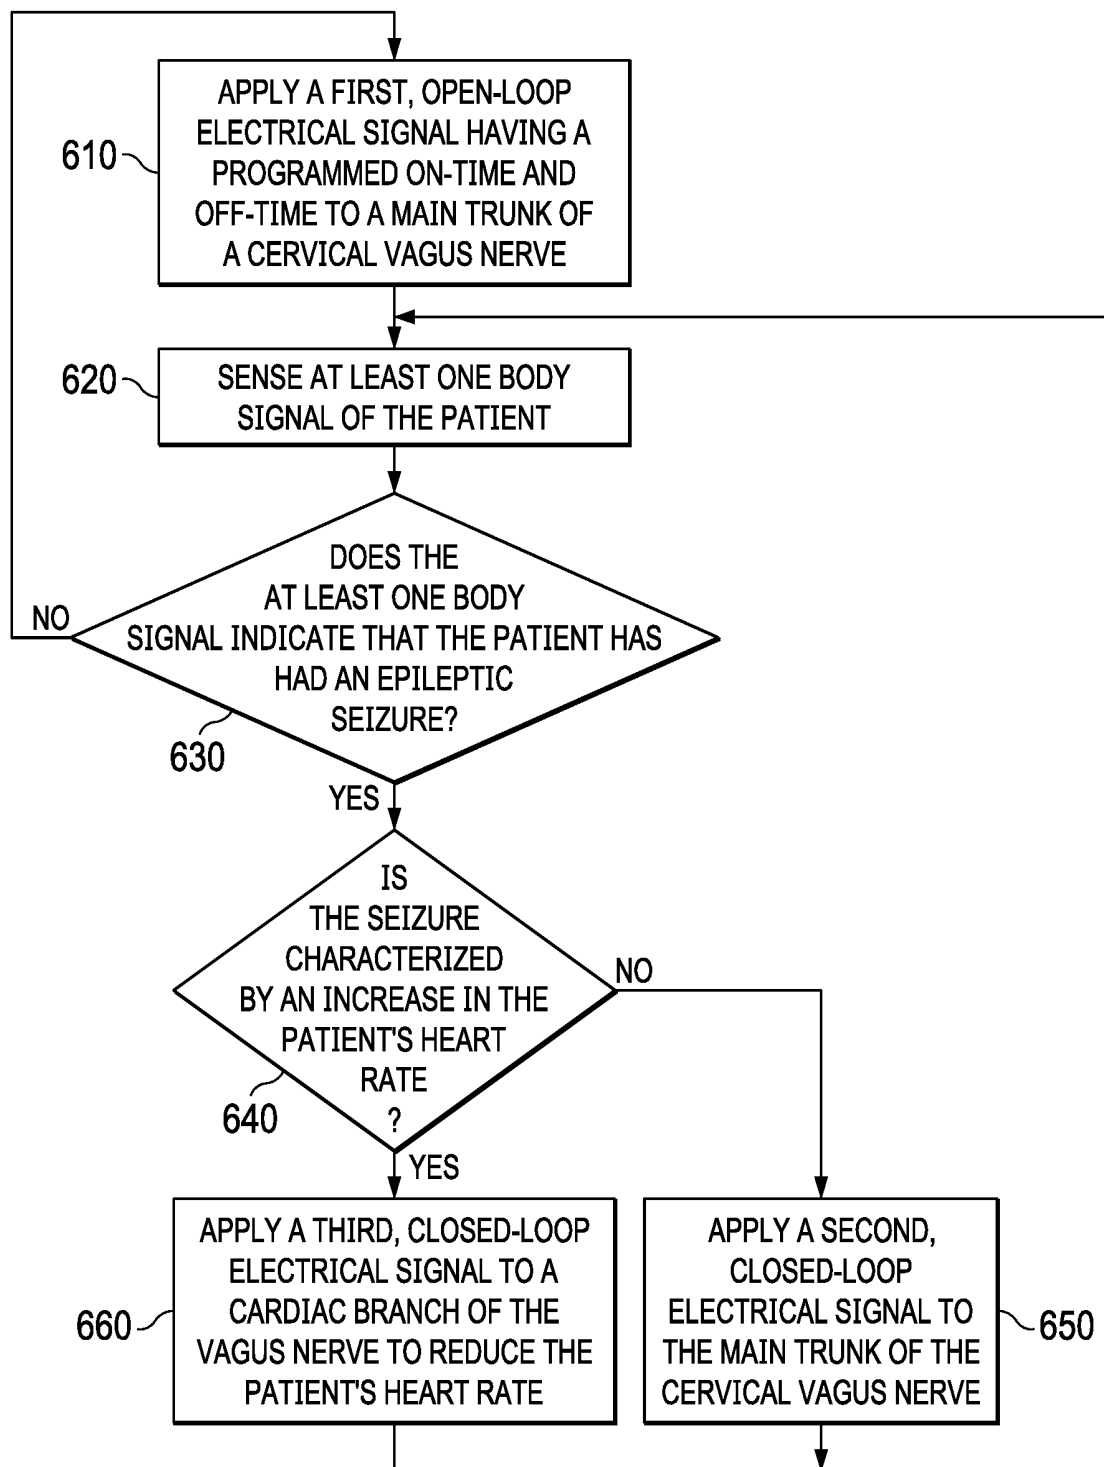 APPLY A FIRST, OPEN-LOOP
ELECTRICAL SIGNAL HAVING A
PROGRAMMED ON-TIME AND
OFF-TIME TO A MAIN TRUNK OF
A CERVICAL VAGUS NERVE
610
SENSE AT LEAST ONE BODY
SIGNAL OF THE PATIENT
620
DOES THE
AT LEAST ONE BODY
SIGNAL INDICATE THAT THE PATIENT HAS
HAD AN EPILEPTIC
SEIZURE?
NO
630
YES
IS
THE SEIZURE
CHARACTERIZED
BY AN INCREASE IN THE
PATIENT'S HEART
RATE
?
NO
640
YES
APPLY A THIRD, CLOSED-LOOP
ELECTRICAL SIGNAL TO A
CARDIAC BRANCH OF THE
VAGUS NERVE TO REDUCE THE
PATIENT'S HEART RATE
660
APPLY A SECOND,
CLOSED-LOOP
ELECTRICAL SIGNAL TO
THE MAIN TRUNK OF THE
CERVICAL VAGUS NERVE
650